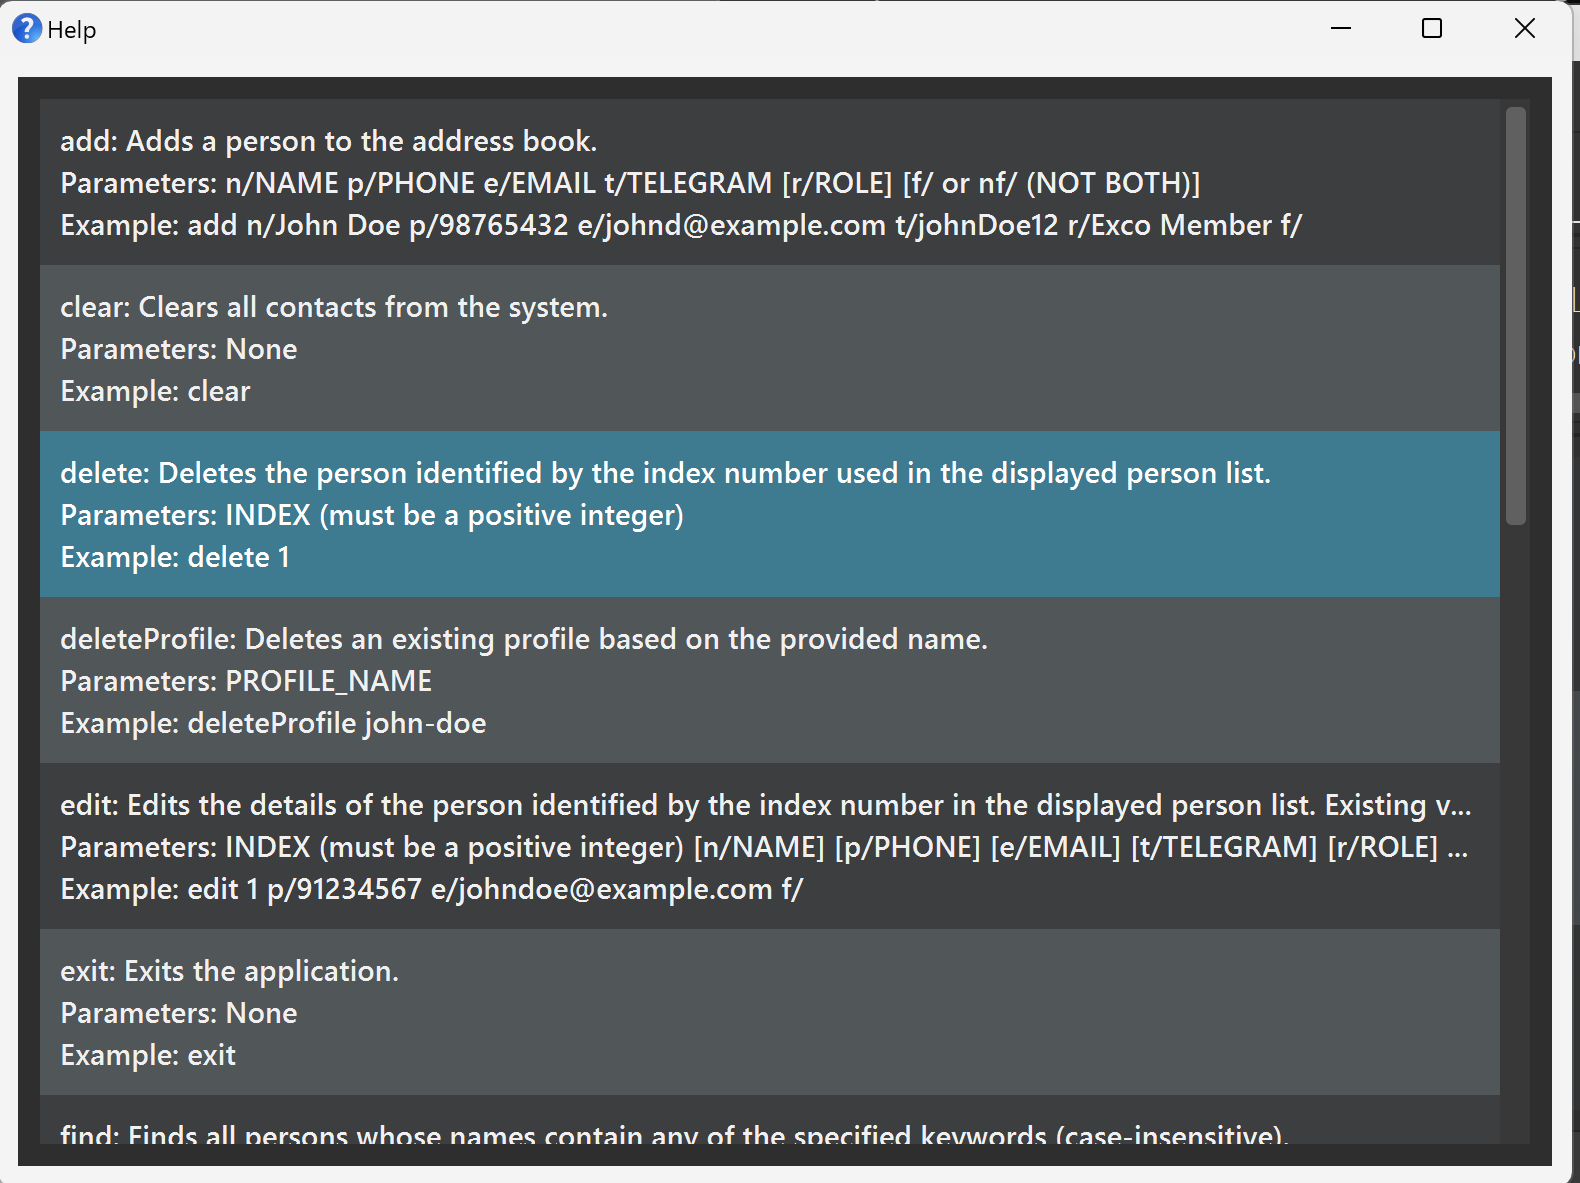 Help
add: Adds a person to the address book.
Parameters: n/NAME p/PHONE e/EMAIL t/TELEGRAM [r/ROLE] [f/ or nf/ (NOT BOTH)]
Example: add n/John Doe p/98765432 e/johnd@example.com t/johnDoe12 r/Exco Member f/
clear: Clears all contacts from the system.
Parameters: None
Example: clear
delete: Deletes the person identified by the index number used in the displayed person list.
Parameters: INDEX (must be a positive integer)
Example: delete 1
deleteProfile: Deletes an existing profile based on the provided name.
Parameters: PROFILE_NAME
Example: deleteProfile john-doe
edit: Edits the details of the person identified by the index number in the displayed person list. Existing v...
Parameters: INDEX (must be a positive integer) [n/NAME] [p/PHONE] [e/EMAIL] [t/TELEGRAM] [r/ROLE] ...
Example: edit 1 p/91234567 e/johndoe@example.com f/
exit: Exits the application.
Parameters: None
Example: exit
find: Finds all persons whose names contain any of the specified keywords (case-insensitive).